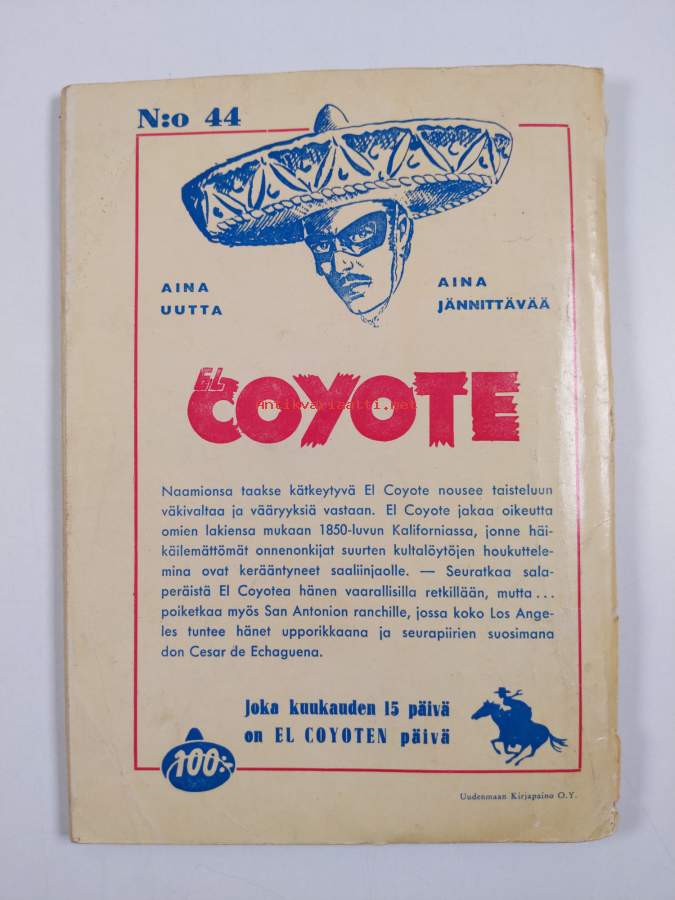 N:o 44
AINA
UUTTA
AINA
JÄNNITTÄVÄÄ
EL
COYOTE
Antikvariaatti.net
Naamionsa taakse kätkeytyvä El Coyote nousee taisteluun
väkivaltaa ja vääryyksiä vastaan. El Coyote jakaa oikeutta
omien lakiensa mukaan 1850-luvun Kaliforniassa, jonne häi-
käilemättömät onnenonkijat suurten kultalöytöjen houkuttele-
mina ovat kerääntyneet saaliinjaolle. — Seuratkaa sala-
peräistä El Coyotea hänen vaarallisilla retkillään, mutta...
poiketkaa myös San Antonion ranchille, jossa koko Los Ange-
les tuntee hänet upporikkaana ja seurapiirien suosimana
don Cesar de Echaguena.
Joka kuukauden 15 päivä
on EL COYOTEN päivä
100:-
Uudenmaan Kirjapaino O.Y.